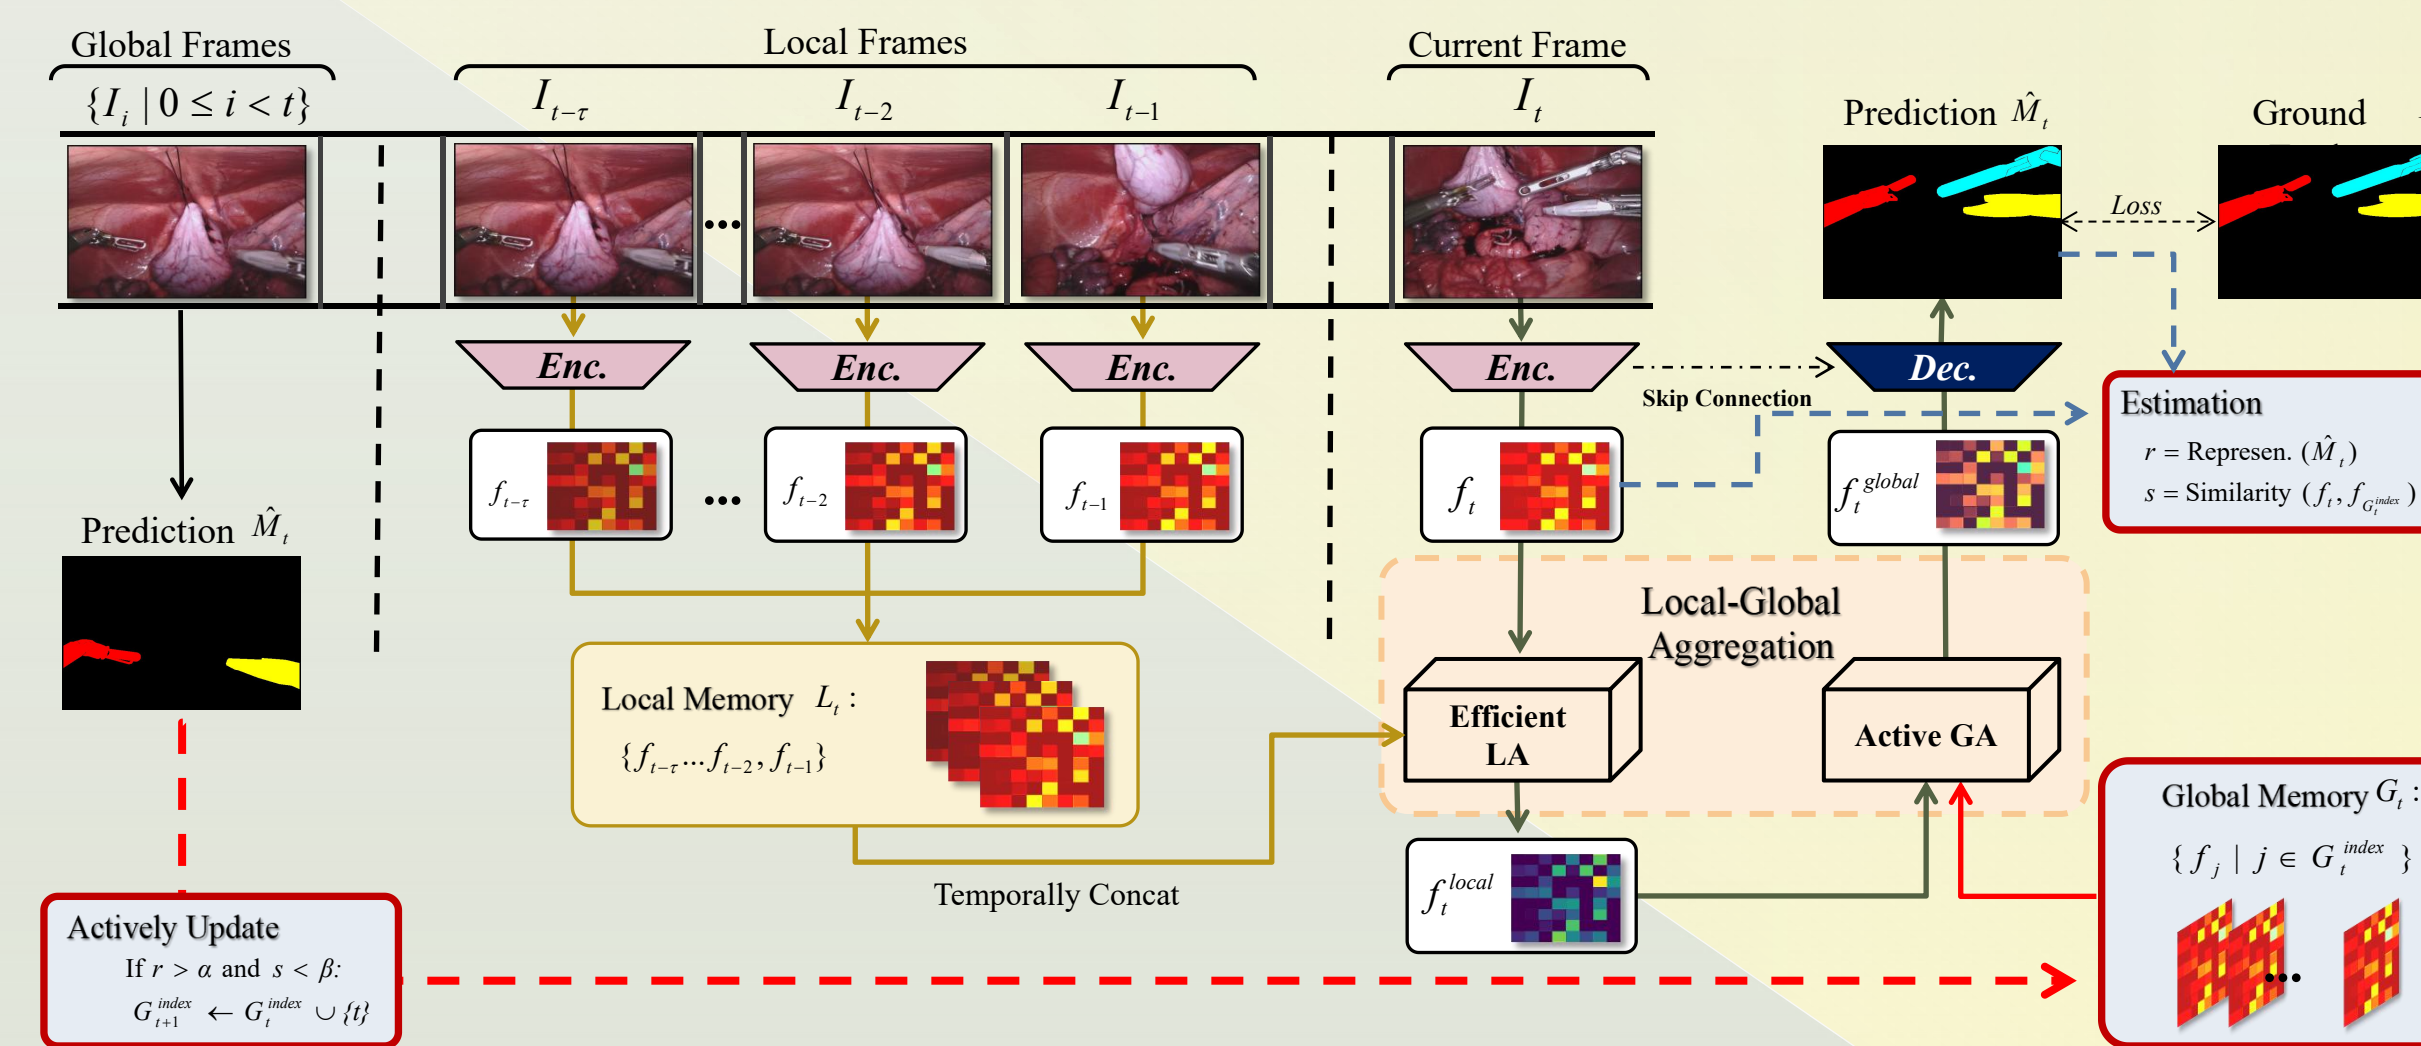 Global Frames
{I_i | 0 ≤ i < t}
Local Frames
I_{t−τ}
I_{t−2}
I_{t−1}
Current Frame
I_t
Prediction M̂_t
Ground
Loss
Enc.
Enc.
Enc.
Enc.
Dec.
Skip Connection
f_{t−τ}
...
f_{t−2}
f_{t−1}
f_t
f_t^{global}
Estimation
r = Represen. (M̂_t)
s = Similarity (f_t, f_{G_t^{index}})
Prediction M̂_t
Local-Global
Aggregation
Local Memory L_t :
{f_{t−τ}...f_{t−2}, f_{t−1}}
Efficient
LA
Active GA
Temporally Concat
f_t^{local}
Global Memory G_t :
{ f_j | j ∈ G_t^{index} }
...
Actively Update
If r > α and s < β:
G_{t+1}^{index} ← G_t^{index} ∪ {t}